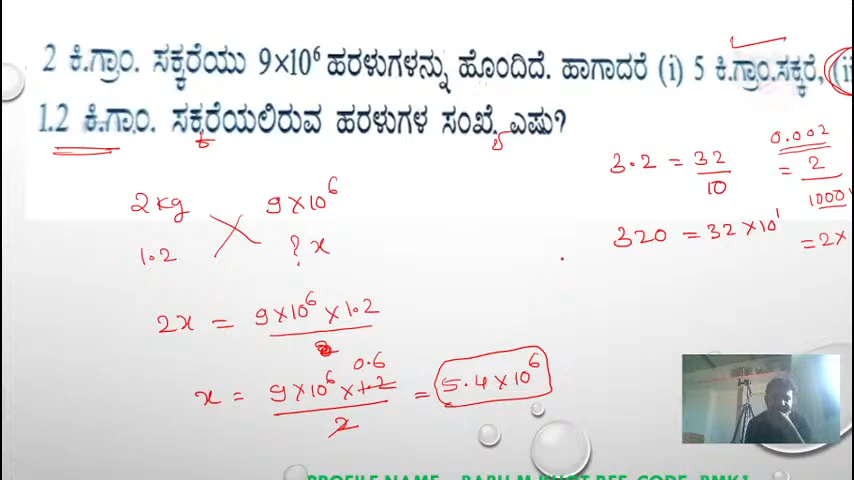 2 ಕಿ.ಗ್ರಾಂ. ಸಕ್ಕರೆಯು 9×10⁶ ಹರಳುಗಳನ್ನು ಹೊಂದಿದೆ. ಹಾಗಾದರೆ (i) 5 ಕಿ.ಗ್ರಾಂ.ಸಕ್ಕರೆ, (ii
1.2 ಕಿ.ಗ್ರಾಂ. ಸಕ್ಕರೆಯಲ್ಲಿರುವ ಹರಳುಗಳ ಸಂಖ್ಯೆ ಎಷ್ಟು?
0.002
3.2 = 32/10 = 2/1000
320 = 32×10¹ = 2×
2kg 9×10⁶
1.2 ? x
2x = 9×10⁶×1.2
0.6
x = 9×10⁶×1.2/2 = 5.4×10⁶